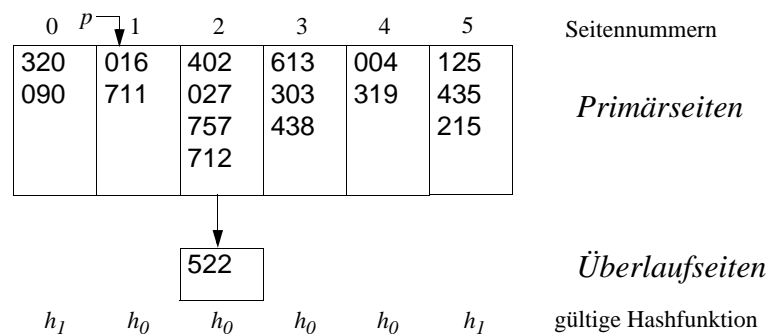 0 p 1 2 3 4 5 Seitennummern
320 016 402 613 004 125
090 711 027 303 319 435
757 438 215
712
Primärseiten
522
Überlaufseiten
h1 h0 h0 h0 h0 h1 gültige Hashfunktion